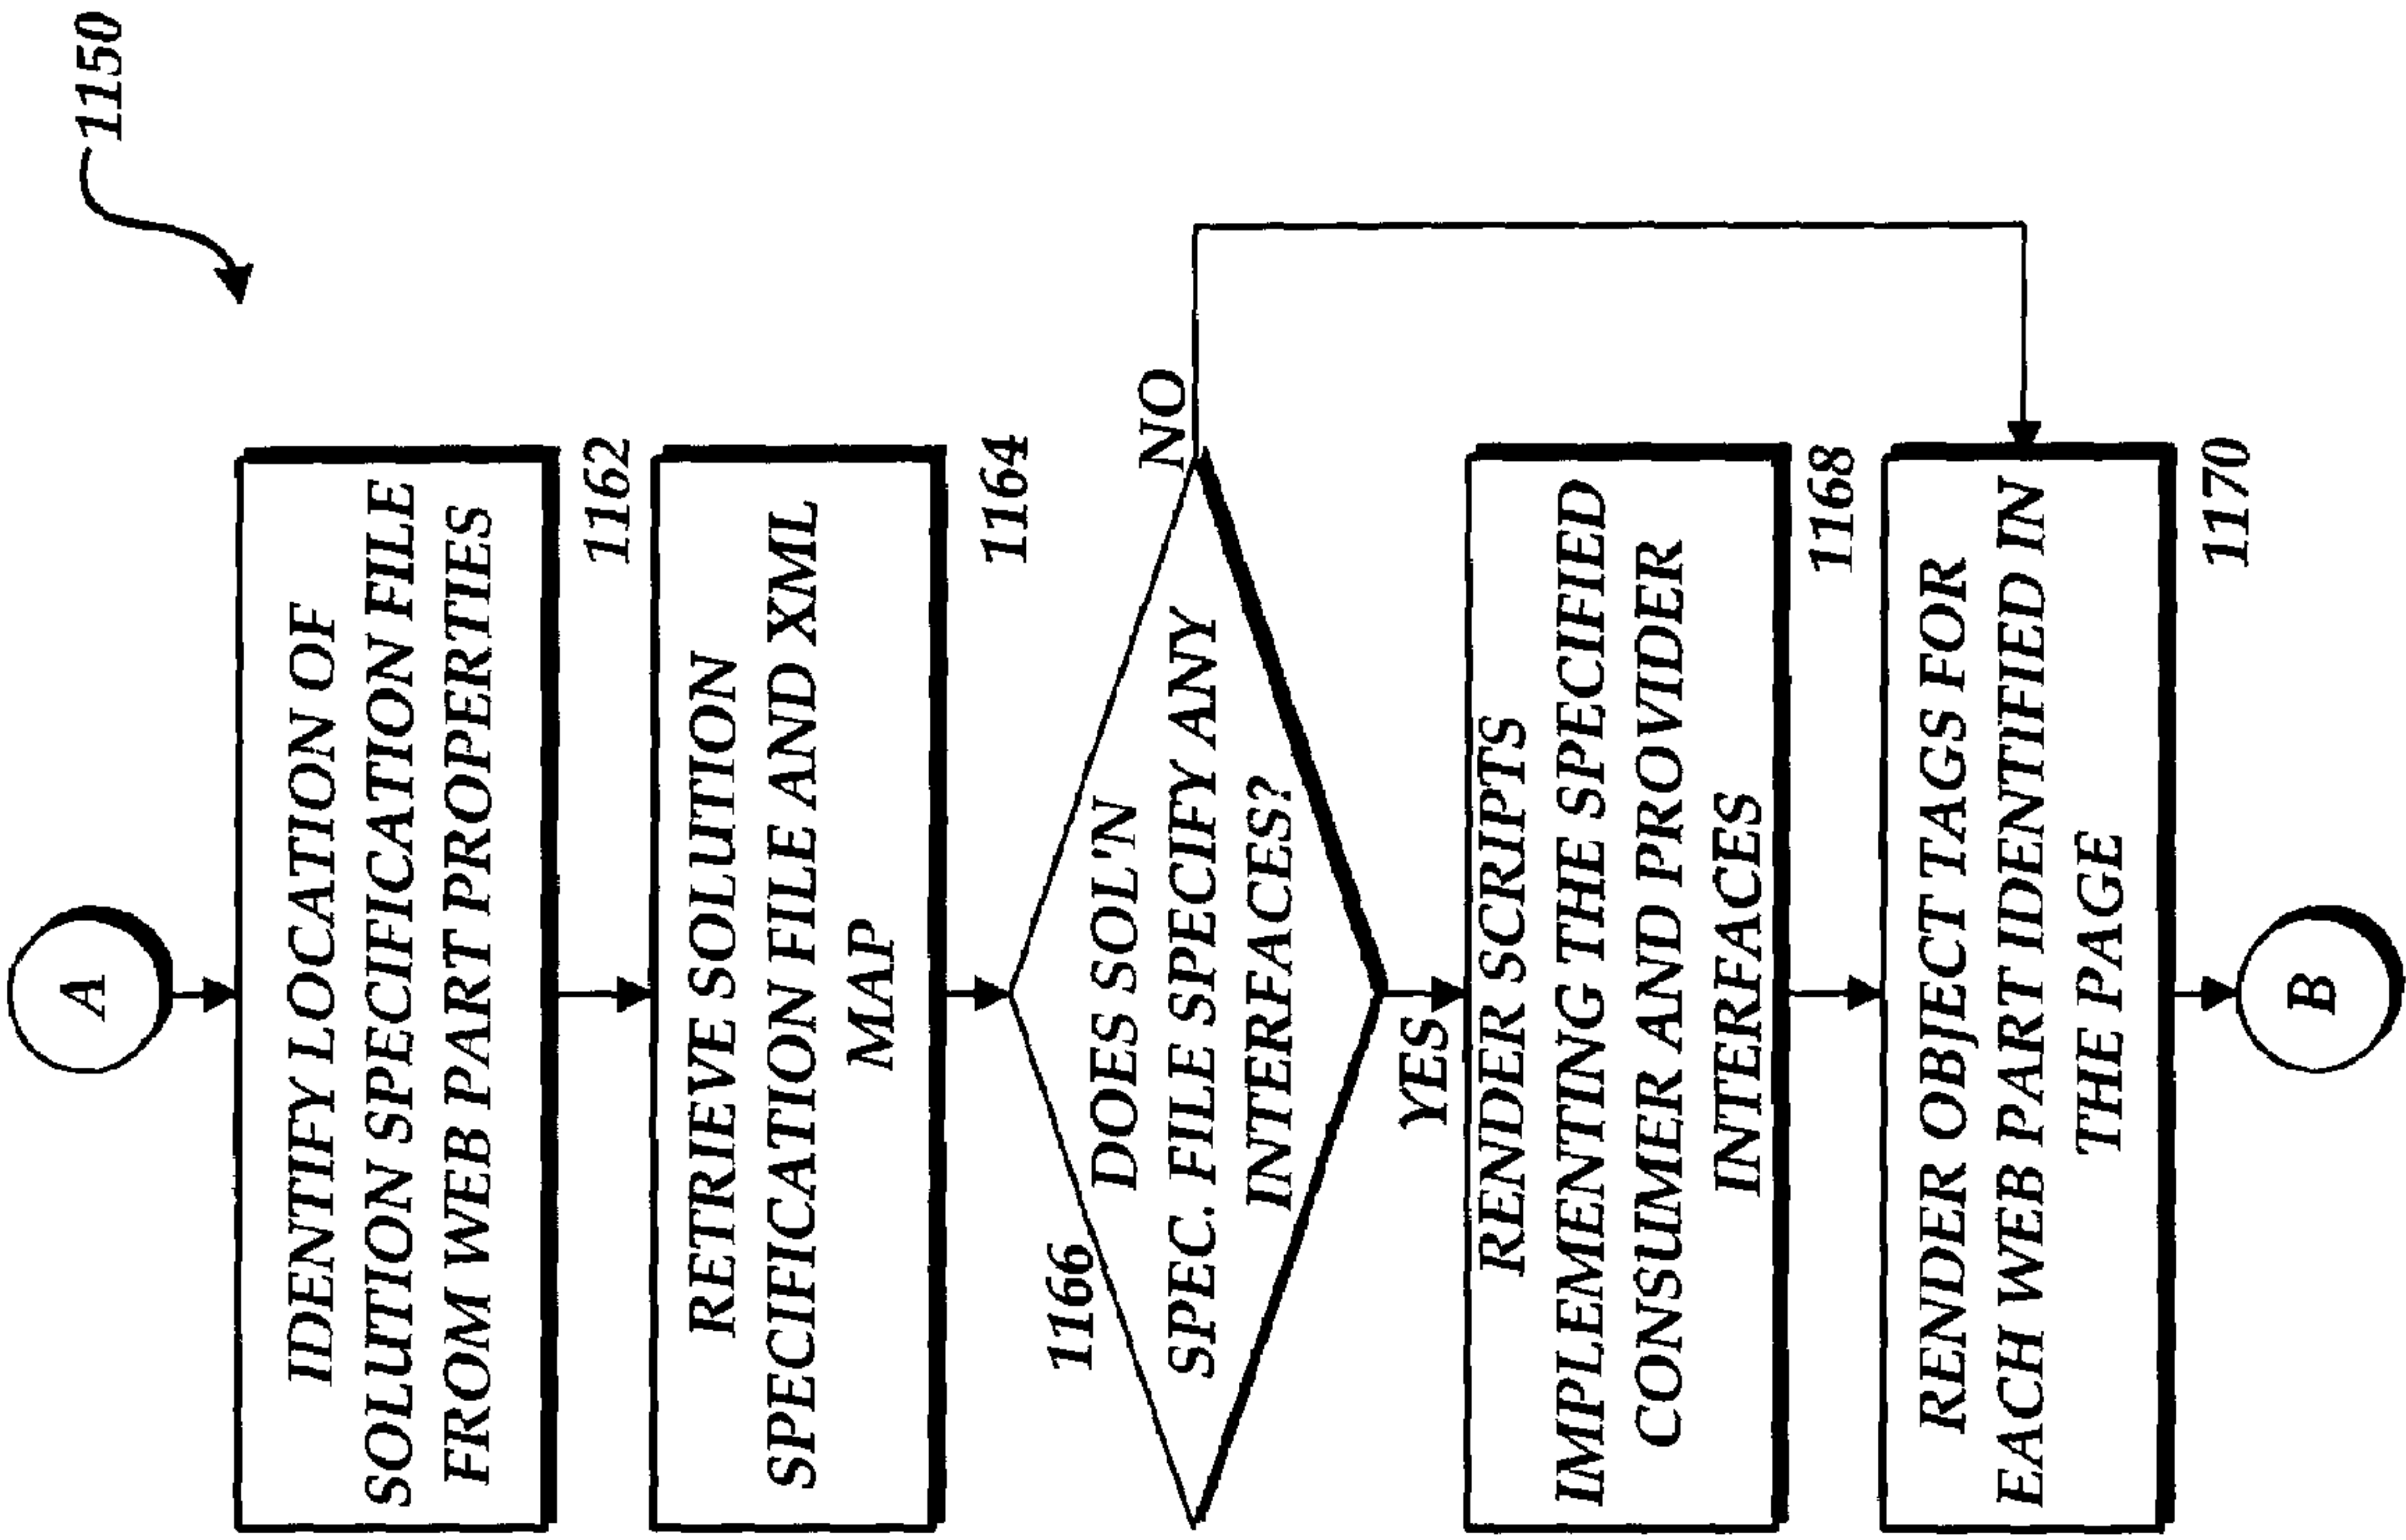 1150
A
IDENTIFY LOCATION OF
SOLUTION SPECIFICATION FILE
FROM WEB PART PROPERTIES
1162
RETRIEVE SOLUTION
SPECIFICATION FILE AND XML
MAP
1164
1166
DOES SOL'N
SPEC. FILE SPECIFY ANY
INTERFACES?
NO
YES
RENDER SCRIPTS
IMPLEMENTING THE SPECIFIED
CONSUMER AND PROVIDER
INTERFACES
1168
RENDER OBJECT TAGS FOR
EACH WEB PART IDENTIFIED IN
THE PAGE
1170
B